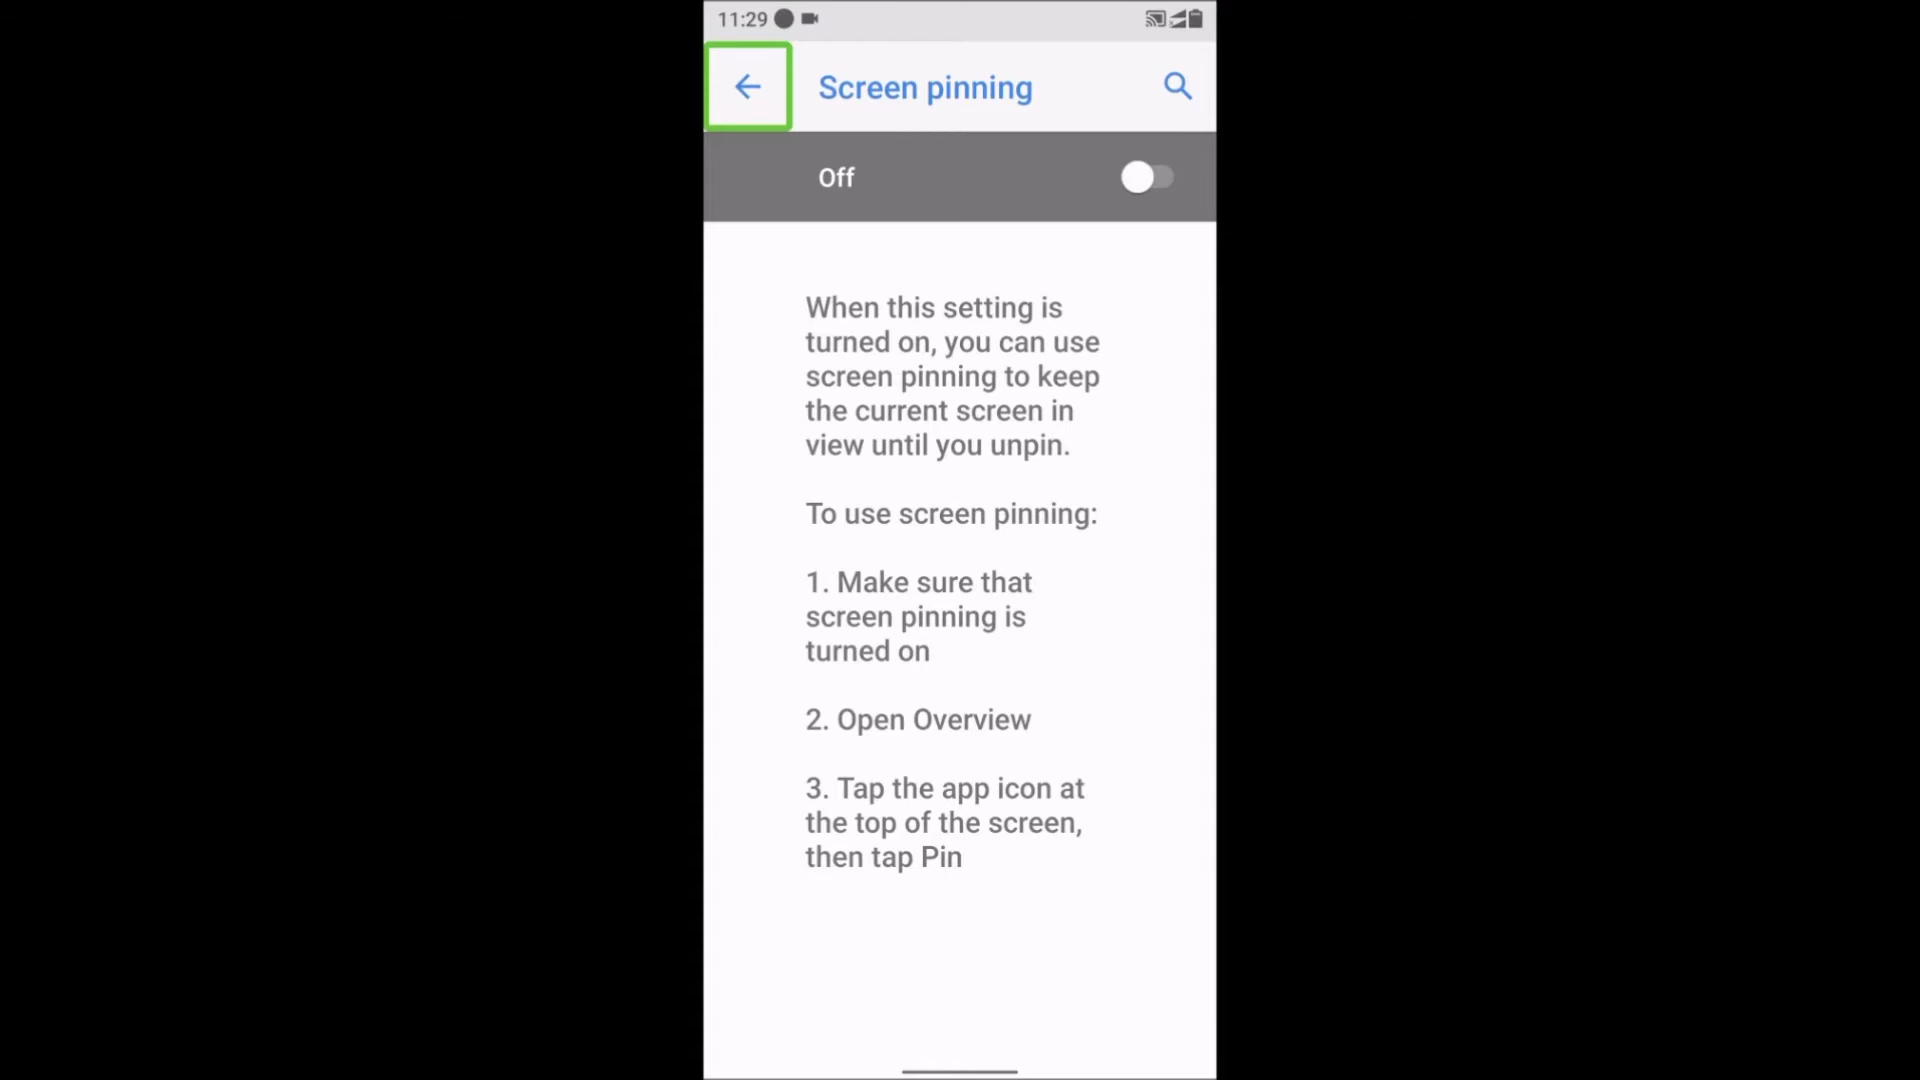 11:29
Screen pinning
Off
When this setting is
turned on, you can use
screen pinning to keep
the current screen in
view until you unpin.
To use screen pinning:
1. Make sure that
screen pinning is
turned on
2. Open Overview
3. Tap the app icon at
the top of the screen,
then tap Pin